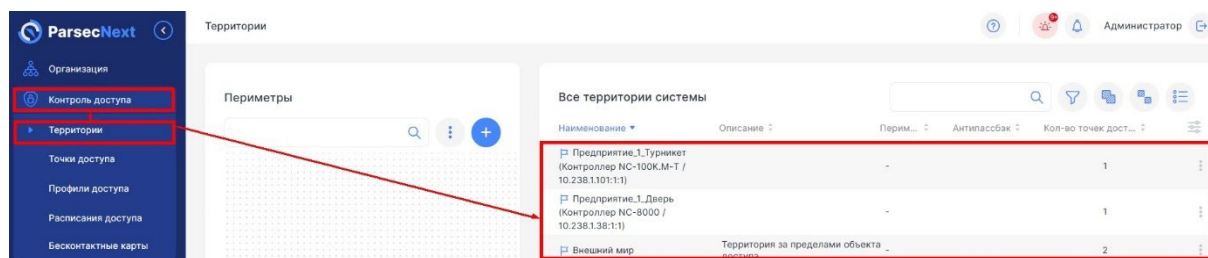 ParsecNext
Территории
9+
Администратор
Организация
Контроль доступа
Территории
Точки доступа
Профили доступа
Расписания доступа
Бесконтактные карты
Периметры
Все территории системы
Наименование Описание Перим... Антипассбэк Кол-во точек дост...
Предприятие_1_Турникет
(Контроллер NC-100K.M-T /
10.238.1.101:1:1)
- 1
Предприятие_1_Дверь
(Контроллер NC-8000 /
10.238.1.38:1:1)
- 1
Внешний мир
Территория за пределами объекта
доступа
- 2